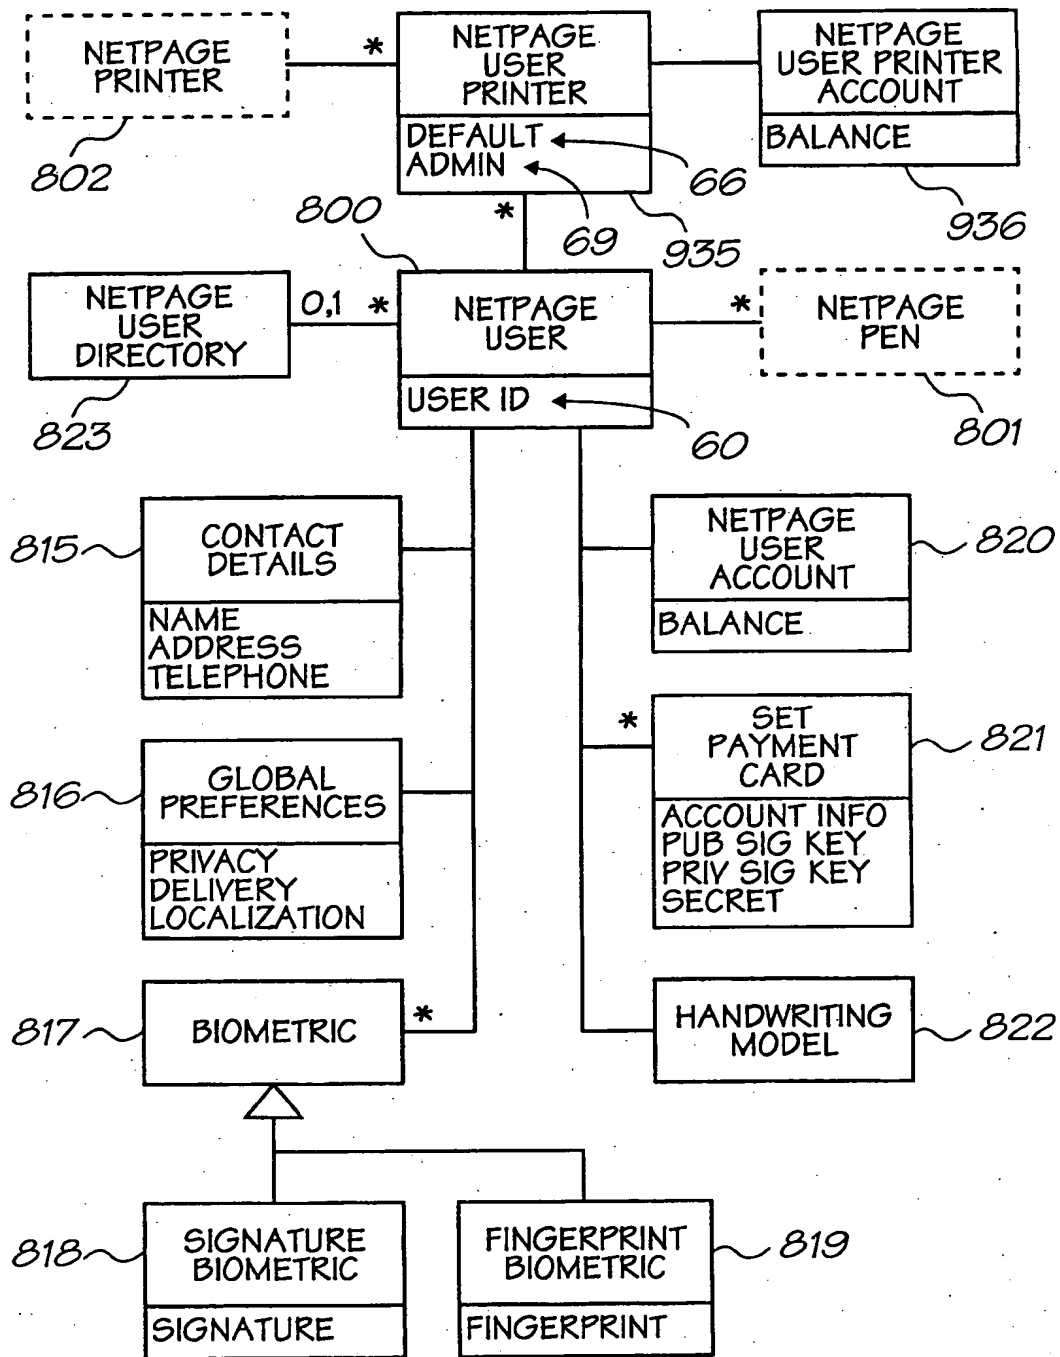 NETPAGE
PRINTER
802
*
NETPAGE
USER
PRINTER
DEFAULT
ADMIN
66
69
935
NETPAGE
USER PRINTER
ACCOUNT
BALANCE
936
*
800
NETPAGE
USER
DIRECTORY
823
0,1
*
NETPAGE
USER
USER ID
60
*
NETPAGE
PEN
801
815
CONTACT
DETAILS
NAME
ADDRESS
TELEPHONE
NETPAGE
USER
ACCOUNT
BALANCE
820
816
GLOBAL
PREFERENCES
PRIVACY
DELIVERY
LOCALIZATION
*
SET
PAYMENT
CARD
ACCOUNT INFO
PUB SIG KEY
PRIV SIG KEY
SECRET
821
817
BIOMETRIC
*
HANDWRITING
MODEL
822
818
SIGNATURE
BIOMETRIC
SIGNATURE
FINGERPRINT
BIOMETRIC
FINGERPRINT
819